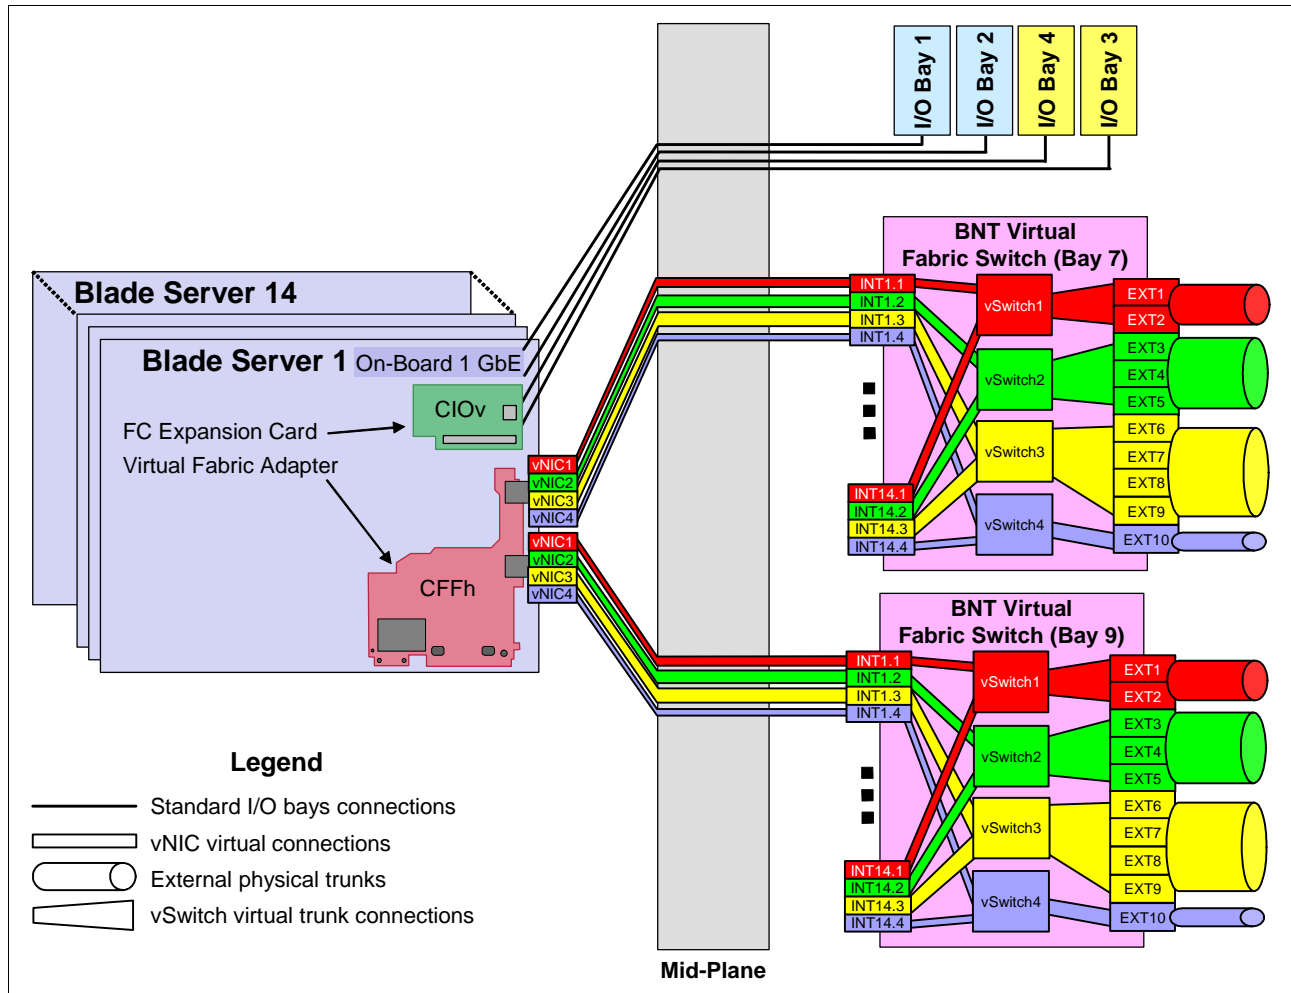 I/O Bay 1
I/O Bay 2
I/O Bay 4
I/O Bay 3
Blade Server 14
Blade Server 1
On-Board 1 GbE
CIOv
FC Expansion Card
Virtual Fabric Adapter
CFFh
vNIC1
vNIC2
vNIC3
vNIC4
vNIC1
vNIC2
vNIC3
vNIC4
BNT Virtual
Fabric Switch (Bay 7)
INT1.1
INT1.2
INT1.3
INT1.4
INT14.1
INT14.2
INT14.3
INT14.4
vSwitch1
vSwitch2
vSwitch3
vSwitch4
EXT1
EXT2
EXT3
EXT4
EXT5
EXT6
EXT7
EXT8
EXT9
EXT10
BNT Virtual
Fabric Switch (Bay 9)
INT1.1
INT1.2
INT1.3
INT1.4
INT14.1
INT14.2
INT14.3
INT14.4
vSwitch1
vSwitch2
vSwitch3
vSwitch4
EXT1
EXT2
EXT3
EXT4
EXT5
EXT6
EXT7
EXT8
EXT9
EXT10
Legend
Standard I/O bays connections
vNIC virtual connections
External physical trunks
vSwitch virtual trunk connections
Mid-Plane